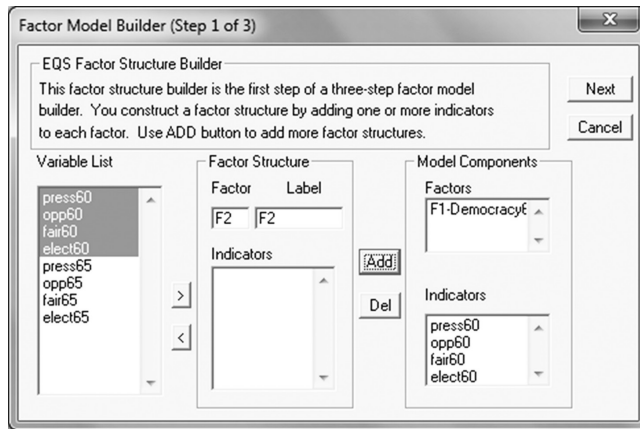 Factor Model Builder (Step 1 of 3)
X
EQS Factor Structure Builder
This factor structure builder is the first step of a three-step factor model
builder. You construct a factor structure by adding one or more indicators
to each factor. Use ADD button to add more factor structures.
Next
Cancel
Variable List
press60
opp60
fair60
elect60
press65
opp65
fair65
elect65
>
<
Factor Structure
Factor Label
F2 F2
Indicators
Add
Del
Model Components
Factors
F1-Democracy6
Indicators
press60
opp60
fair60
elect60